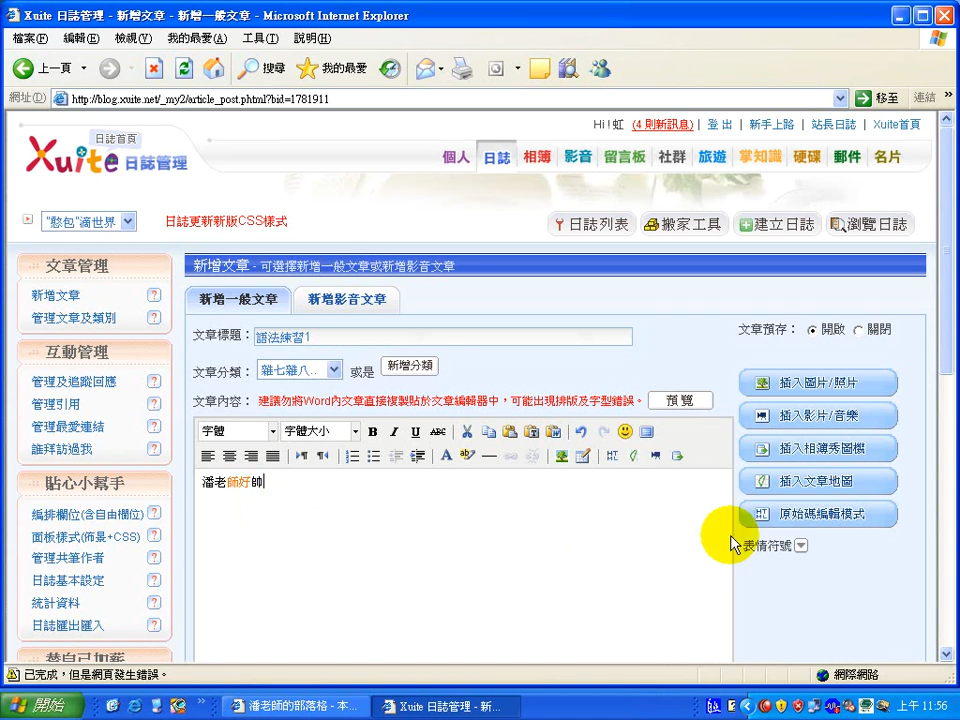 Xuite 日誌管理 - 新增文章 - 新增一般文章 - Microsoft Internet Explorer
檔案(F) 編輯(E) 檢視(V) 我的最愛(A) 工具(T) 說明(H)
上一頁 搜尋 我的最愛
網址(D) http://blog.xuite.net/_my2/article_post.phtml?bid=1781911 移至 連結 »
Hi ! 虹 (4 則新訊息) | 登 出 | 新手上路 | 站長日誌 | Xuite首頁
日誌首頁
Xuite 日誌管理
個人 日誌 相簿 影音 留言板 社群 旅遊 掌知識 硬碟 郵件 名片
"憨包"滴世界 日誌更新新版CSS樣式 日誌列表 搬家工具 建立日誌 瀏覽日誌
文章管理
新增文章 ?
管理文章及類別 ?
互動管理
管理及追蹤回應 ?
管理引用 ?
管理最愛連結 ?
誰拜訪過我 ?
貼心小幫手
編排欄位(含自由欄位) ?
面板樣式(佈景+CSS) ?
管理共筆作者 ?
日誌基本設定 ?
統計資料 ?
日誌匯出匯入 ?
替自己加薪
新增文章 - 可選擇新增一般文章或新增影音文章
新增一般文章 新增影音文章
文章標題： 語法練習1 文章預存： 開啟 關閉
文章分類： 雜七雜八.. 或是 新增分類
文章內容： 建議勿將Word內文章直接複製貼於文章編輯器中，可能出現排版及字型錯誤。 預 覽
字體 字體大小 B I U ABC
潘老師好帥
插入圖片/照片
插入影片/音樂
插入相簿秀圖機
插入文章地圖
原始碼編輯模式
表情符號
已完成，但是網頁發生錯誤。 網際網路
開始 » 潘老師的部落格 - 本... Xuite 日誌管理 - 新... 上午 11:56